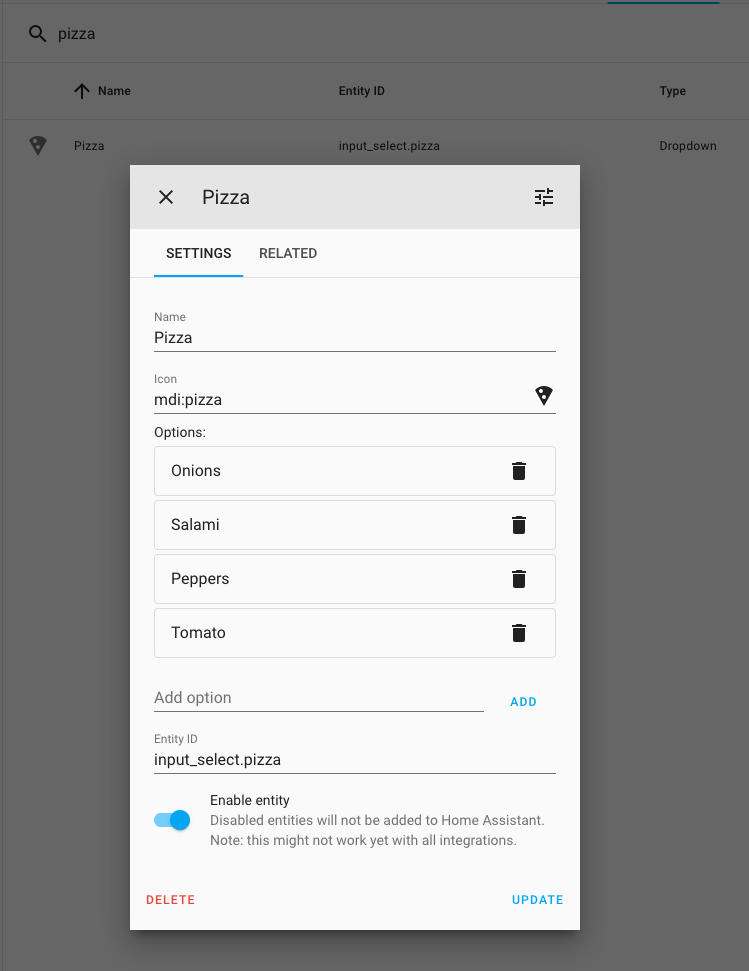 pizza
Name Entity ID Type
Pizza input_select.pizza Dropdown
Pizza
SETTINGS RELATED
Name
Pizza
Icon
mdi:pizza
Options:
Onions
Salami
Peppers
Tomato
Add option ADD
Entity ID
input_select.pizza
Enable entity
Disabled entities will not be added to Home Assistant.
Note: this might not work yet with all integrations.
DELETE UPDATE